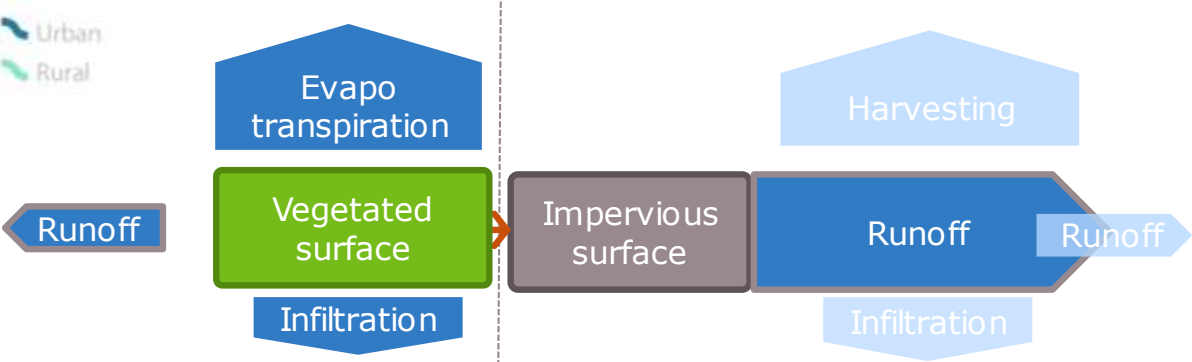 Urban
Rural
Evapo
transpiration
Harvesting
Runoff
Vegetated
surface
Impervious
surface
Runoff
Runoff
Infiltration
Infiltration